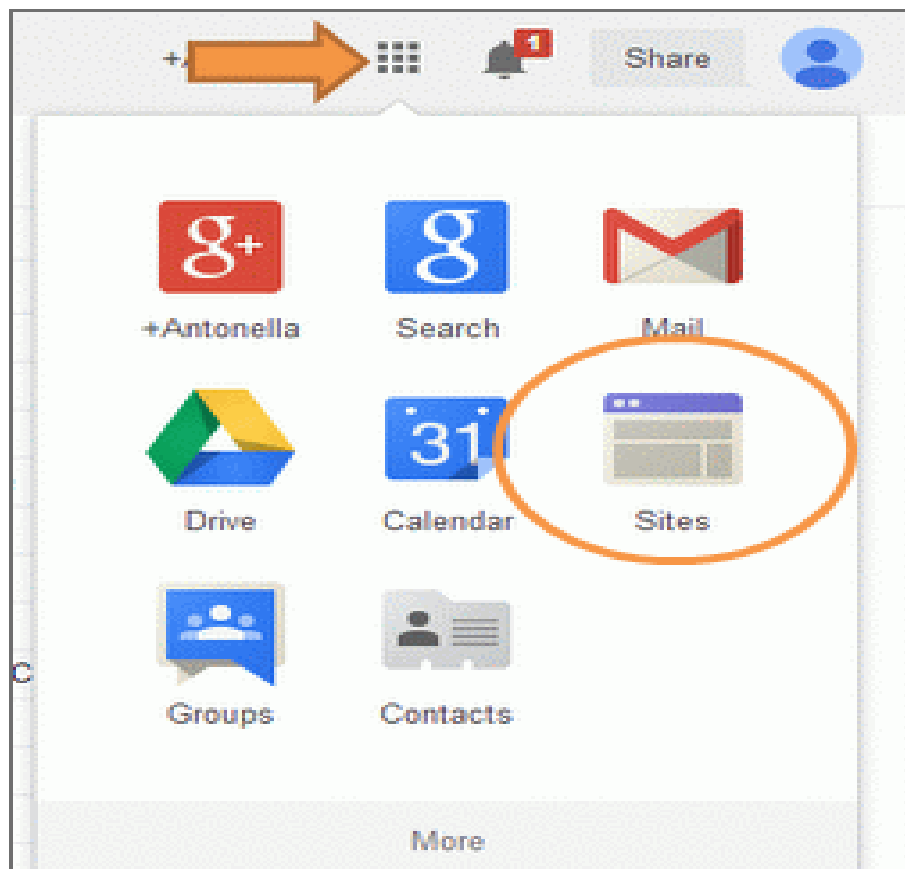 1
Share
g+
g
+Antonella
Search
Mail
31
Drive
Calendar
Sites
Groups
Contacts
More